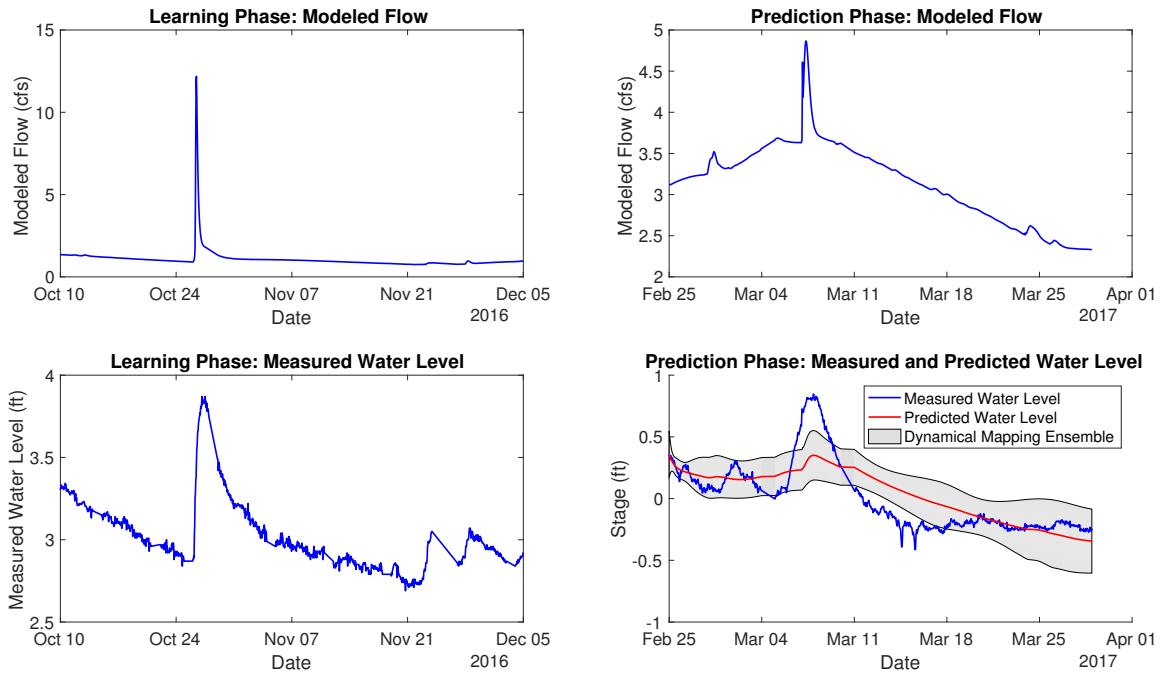 Learning Phase: Modeled Flow
15
10
5
0
Modeled Flow (cfs)
Oct 10
Oct 24
Nov 07
Nov 21
Dec 05
Date
2016
Prediction Phase: Modeled Flow
5
4.5
4
3.5
3
2.5
2
Modeled Flow (cfs)
Feb 25
Mar 04
Mar 11
Mar 18
Mar 25
Apr 01
Date
2017
Learning Phase: Measured Water Level
4
3.5
3
2.5
Measured Water Level (ft)
Oct 10
Oct 24
Nov 07
Nov 21
Dec 05
Date
2016
Prediction Phase: Measured and Predicted Water Level
1
0.5
0
-0.5
-1
Stage (ft)
Measured Water Level
Predicted Water Level
Dynamical Mapping Ensemble
Feb 25
Mar 04
Mar 11
Mar 18
Mar 25
Apr 01
Date
2017